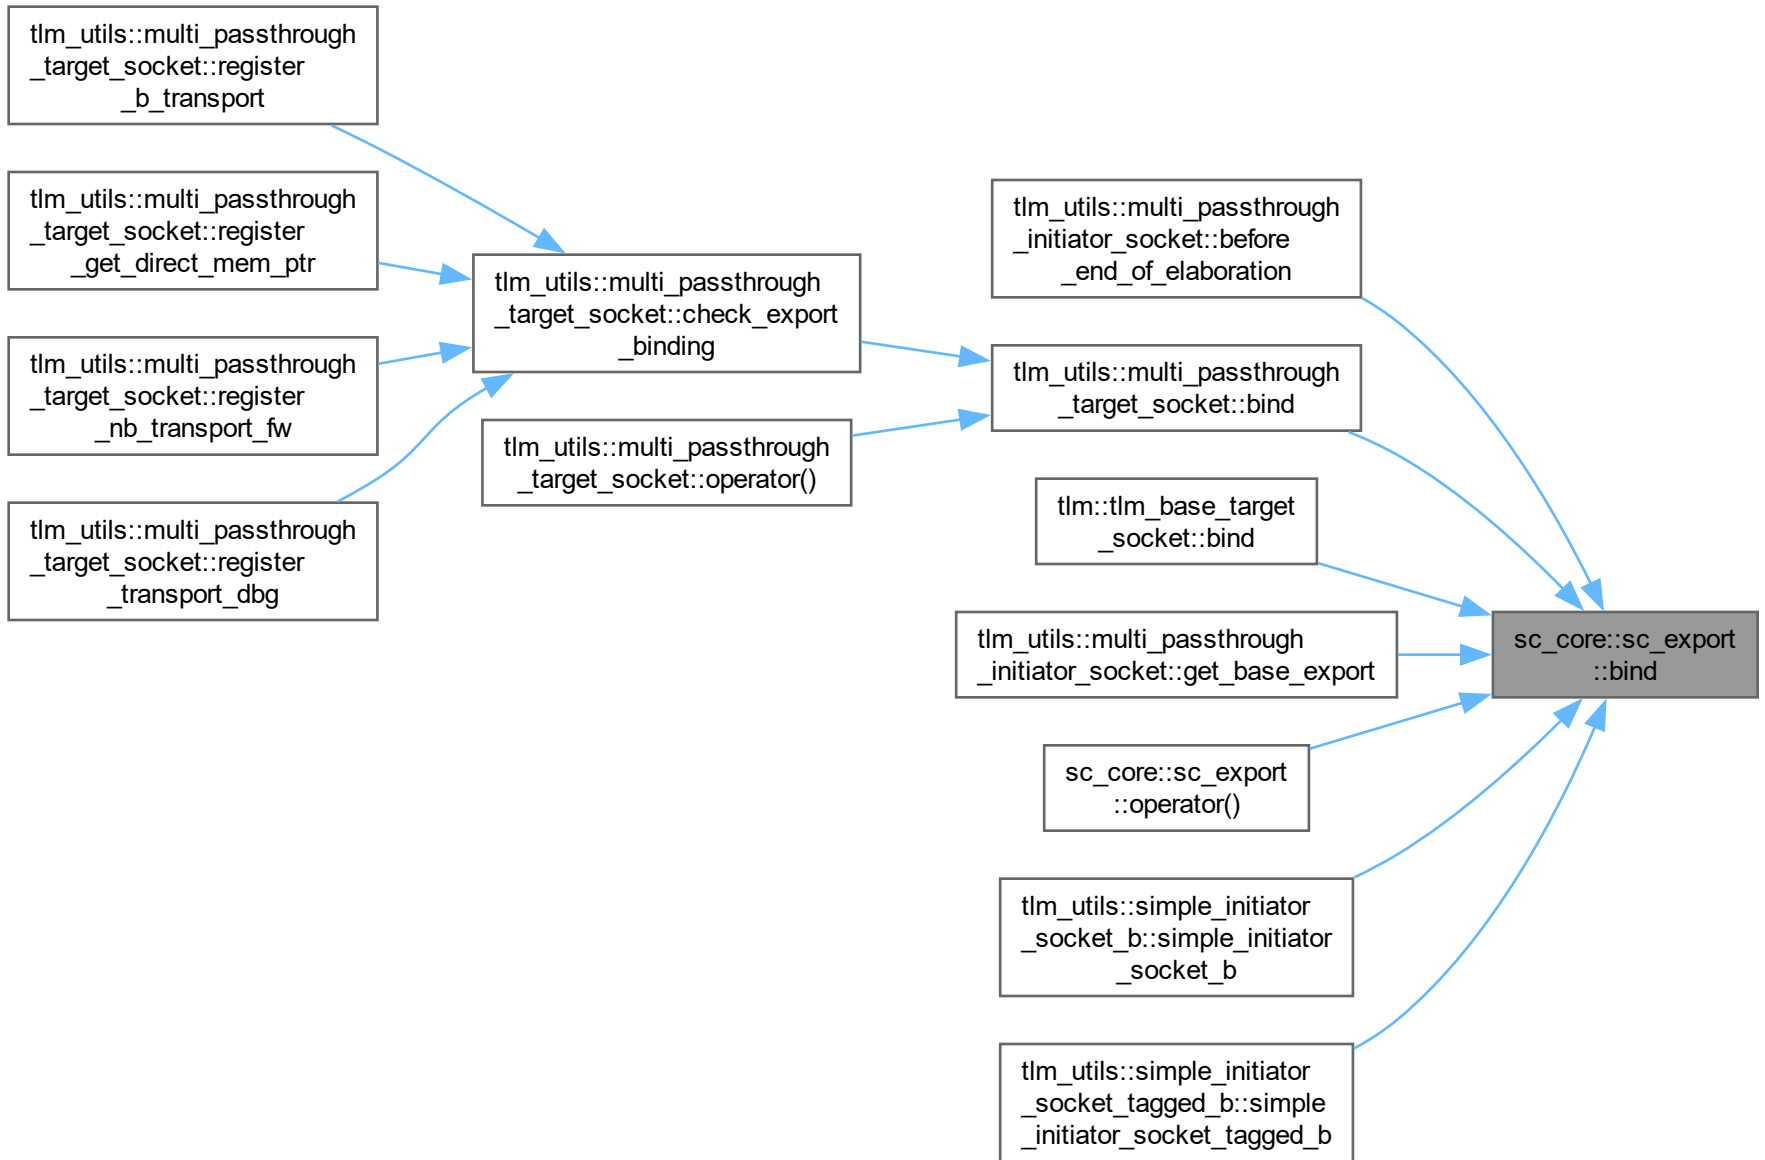 tlm_utils::multi_passthrough
_target_socket::register
_b_transport
tlm_utils::multi_passthrough
_target_socket::register
_get_direct_mem_ptr
tlm_utils::multi_passthrough
_target_socket::register
_nb_transport_fw
tlm_utils::multi_passthrough
_target_socket::register
_transport_dbg
tlm_utils::multi_passthrough
_target_socket::check_export
_binding
tlm_utils::multi_passthrough
_target_socket::operator()
tlm_utils::multi_passthrough
_initiator_socket::before
_end_of_elaboration
tlm_utils::multi_passthrough
_target_socket::bind
tlm::tlm_base_target
_socket::bind
tlm_utils::multi_passthrough
_initiator_socket::get_base_export
sc_core::sc_export
::operator()
tlm_utils::simple_initiator
_socket_b::simple_initiator
_socket_b
tlm_utils::simple_initiator
_socket_tagged_b::simple
_initiator_socket_tagged_b
sc_core::sc_export
::bind